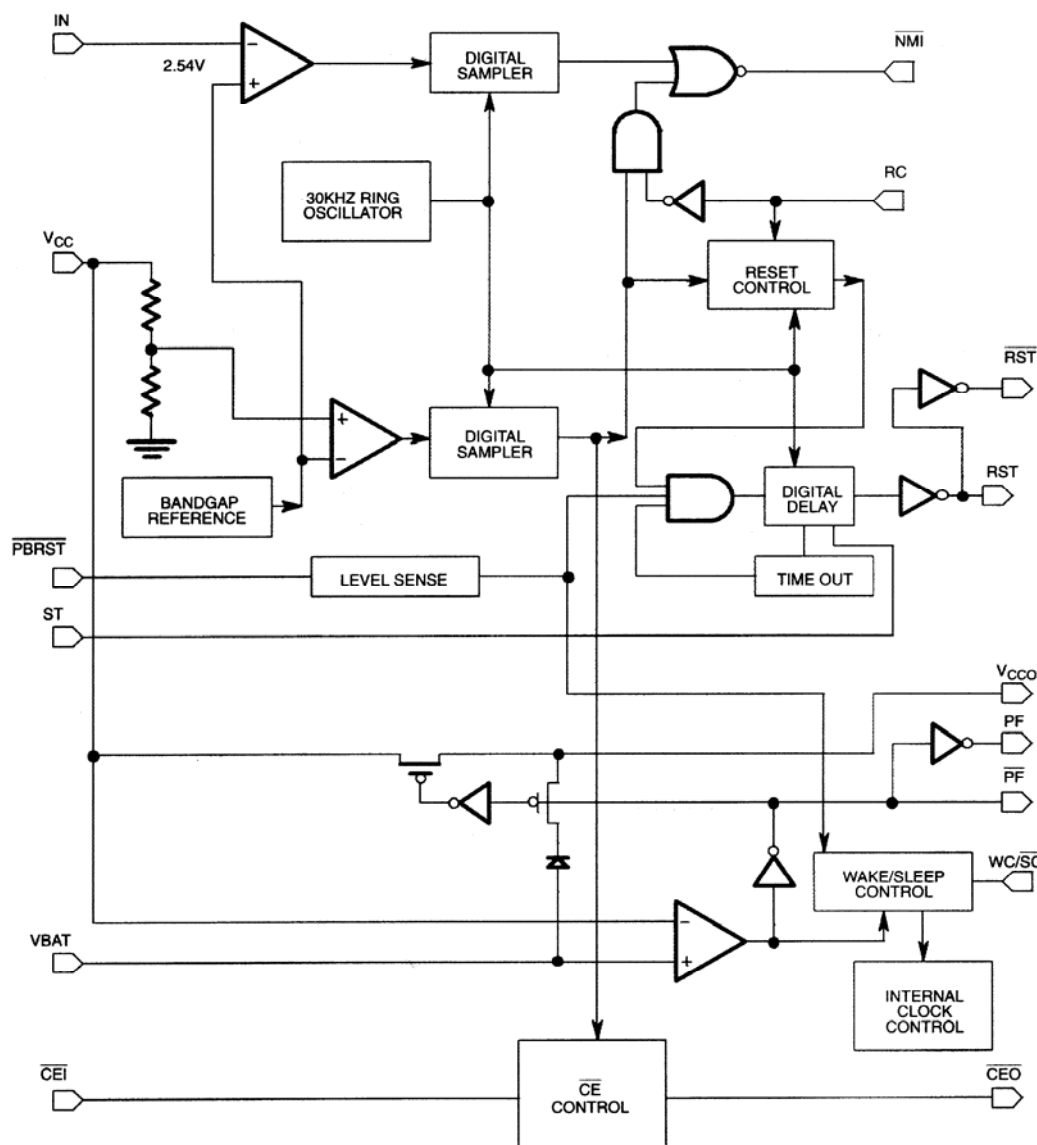 IN
2.54V
−
+
DIGITAL
SAMPLER
NMI
30KHZ RING
OSCILLATOR
RC
VCC
RESET
CONTROL
RST
+
−
DIGITAL
SAMPLER
BANDGAP
REFERENCE
DIGITAL
DELAY
RST
PBRST
LEVEL SENSE
TIME OUT
ST
VCCO
PF
PF
WAKE/SLEEP
CONTROL
WC/SC
−
+
VBAT
INTERNAL
CLOCK
CONTROL
CEI
CE
CONTROL
CEO